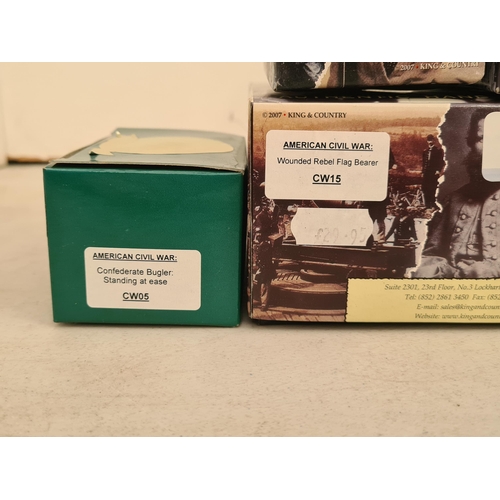 2007 • KING & COUNTRY
© 2007 • KING & COUNTRY
AMERICAN CIVIL WAR:
Wounded Rebel Flag Bearer
CW15
AMERICAN CIVIL WAR:
Confederate Bugler:
Standing at ease
CW05
Suite 2301, 23rd Floor, No.3 Lockhar
Tel: (852) 2861 3450 Fax: (852
E-mail: sales@kingandcount
Website: www.kingandcoun